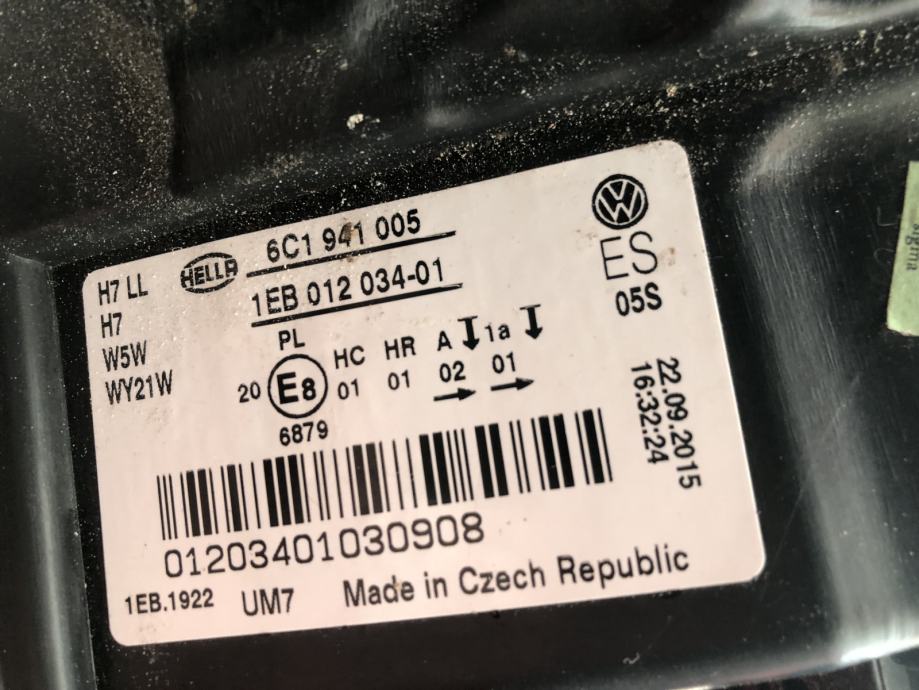 H7 LL
H7
W5W
WY21W
HELLA
6C1 941 005
1EB 012 034-01
ES
05S
PL
20 E8 HC HR A 1a
01 01 02 01
6879
22.09.2015
16:32:24
01203401030908
1EB.1922 UM7 Made in Czech Republic